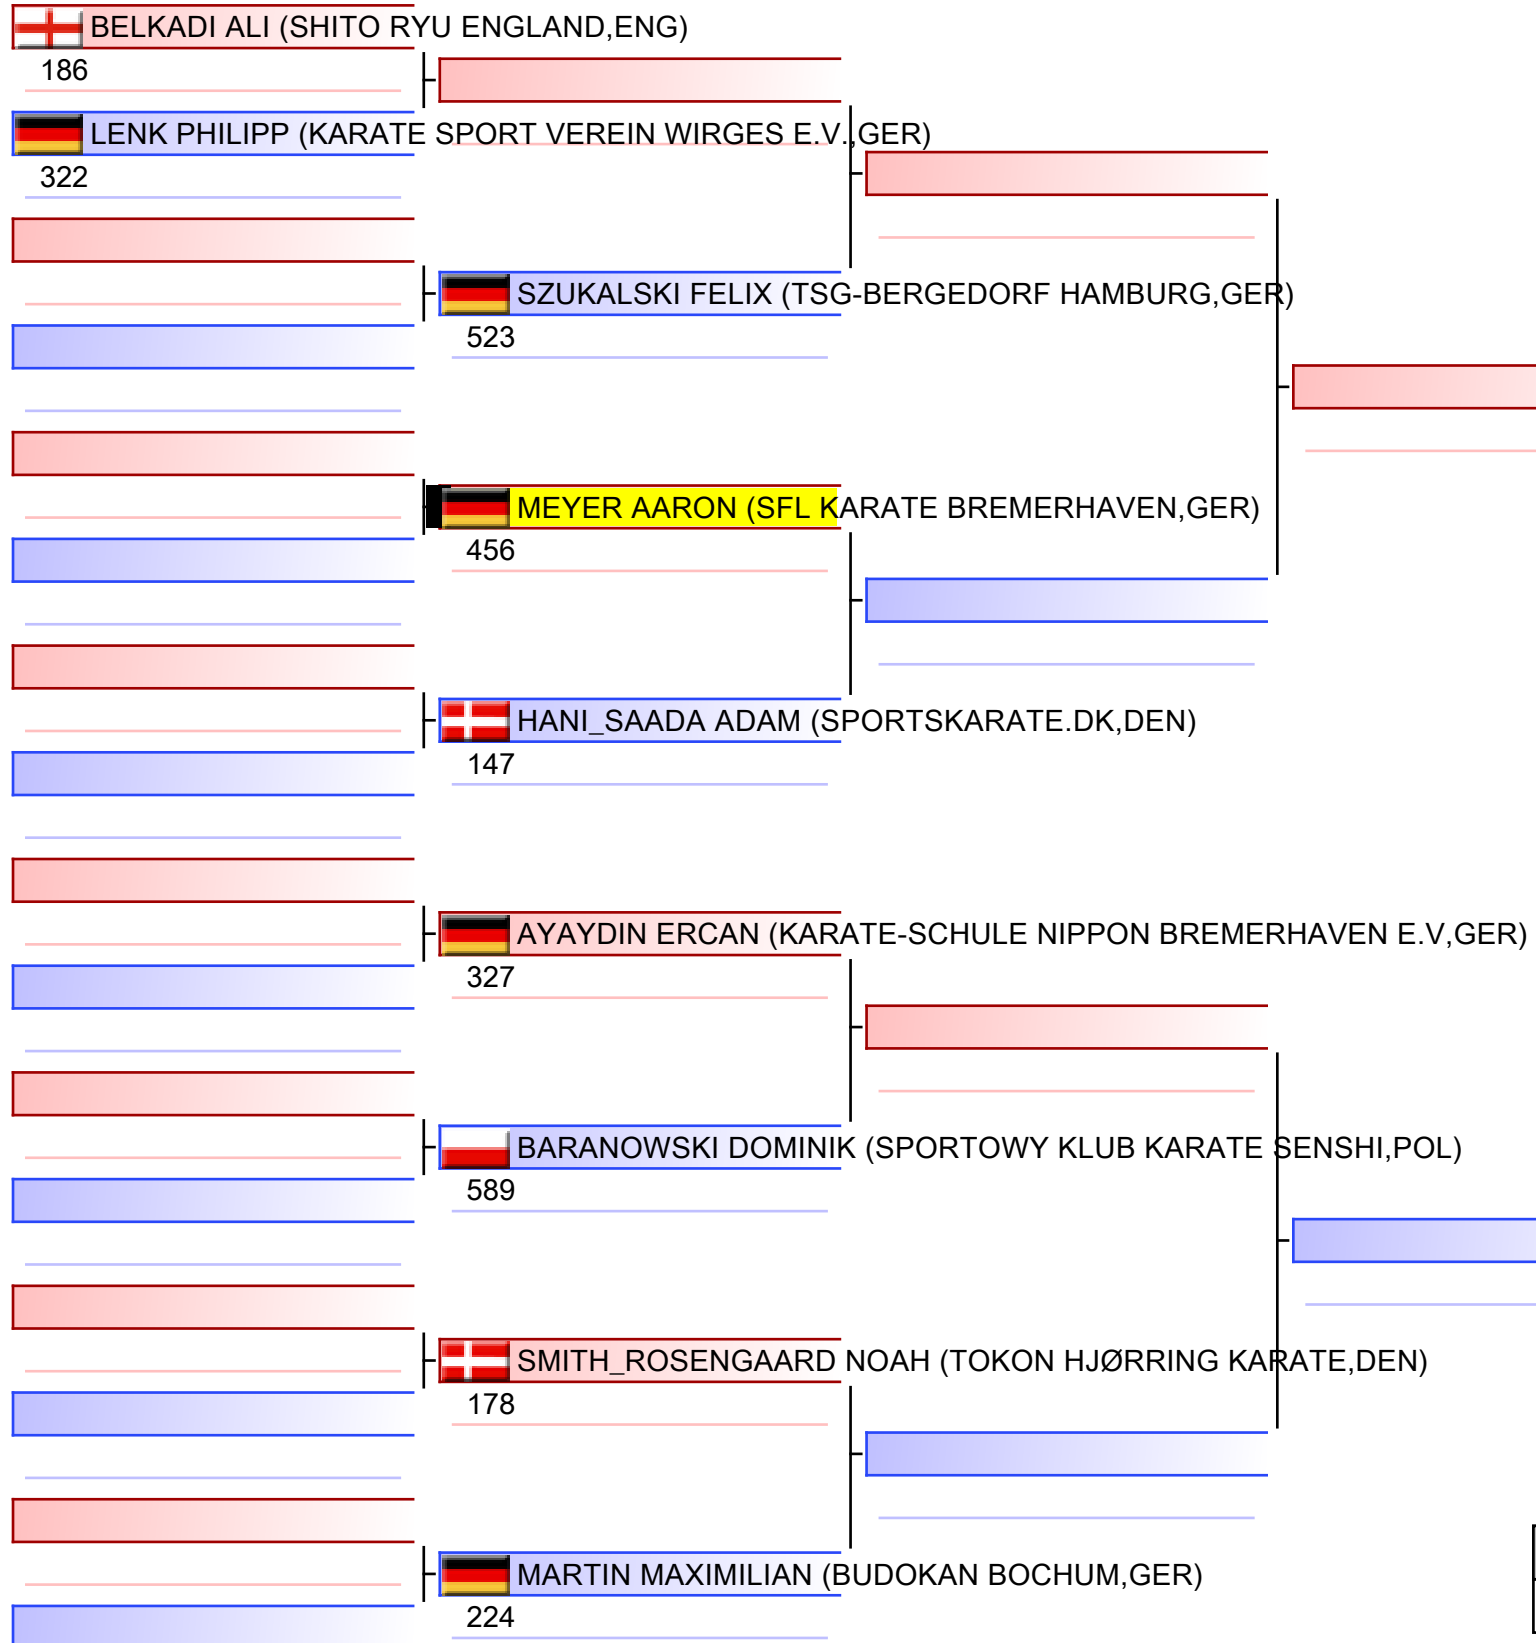 BELKADI ALI (SHITO RYU ENGLAND,ENG)
186
LENK PHILIPP (KARATE SPORT VEREIN WIRGES E.V.,GER)
322
SZUKALSKI FELIX (TSG-BERGEDORF HAMBURG,GER)
523
MEYER AARON (SFL KARATE BREMERHAVEN,GER)
456
HANI_SAADA ADAM (SPORTSKARATE.DK,DEN)
147
AYAYDIN ERCAN (KARATE-SCHULE NIPPON BREMERHAVEN E.V,GER)
327
BARANOWSKI DOMINIK (SPORTOWY KLUB KARATE SENSHI,POL)
589
SMITH_ROSENGAARD NOAH (TOKON HJØRRING KARATE,DEN)
178
MARTIN MAXIMILIAN (BUDOKAN BOCHUM,GER)
224